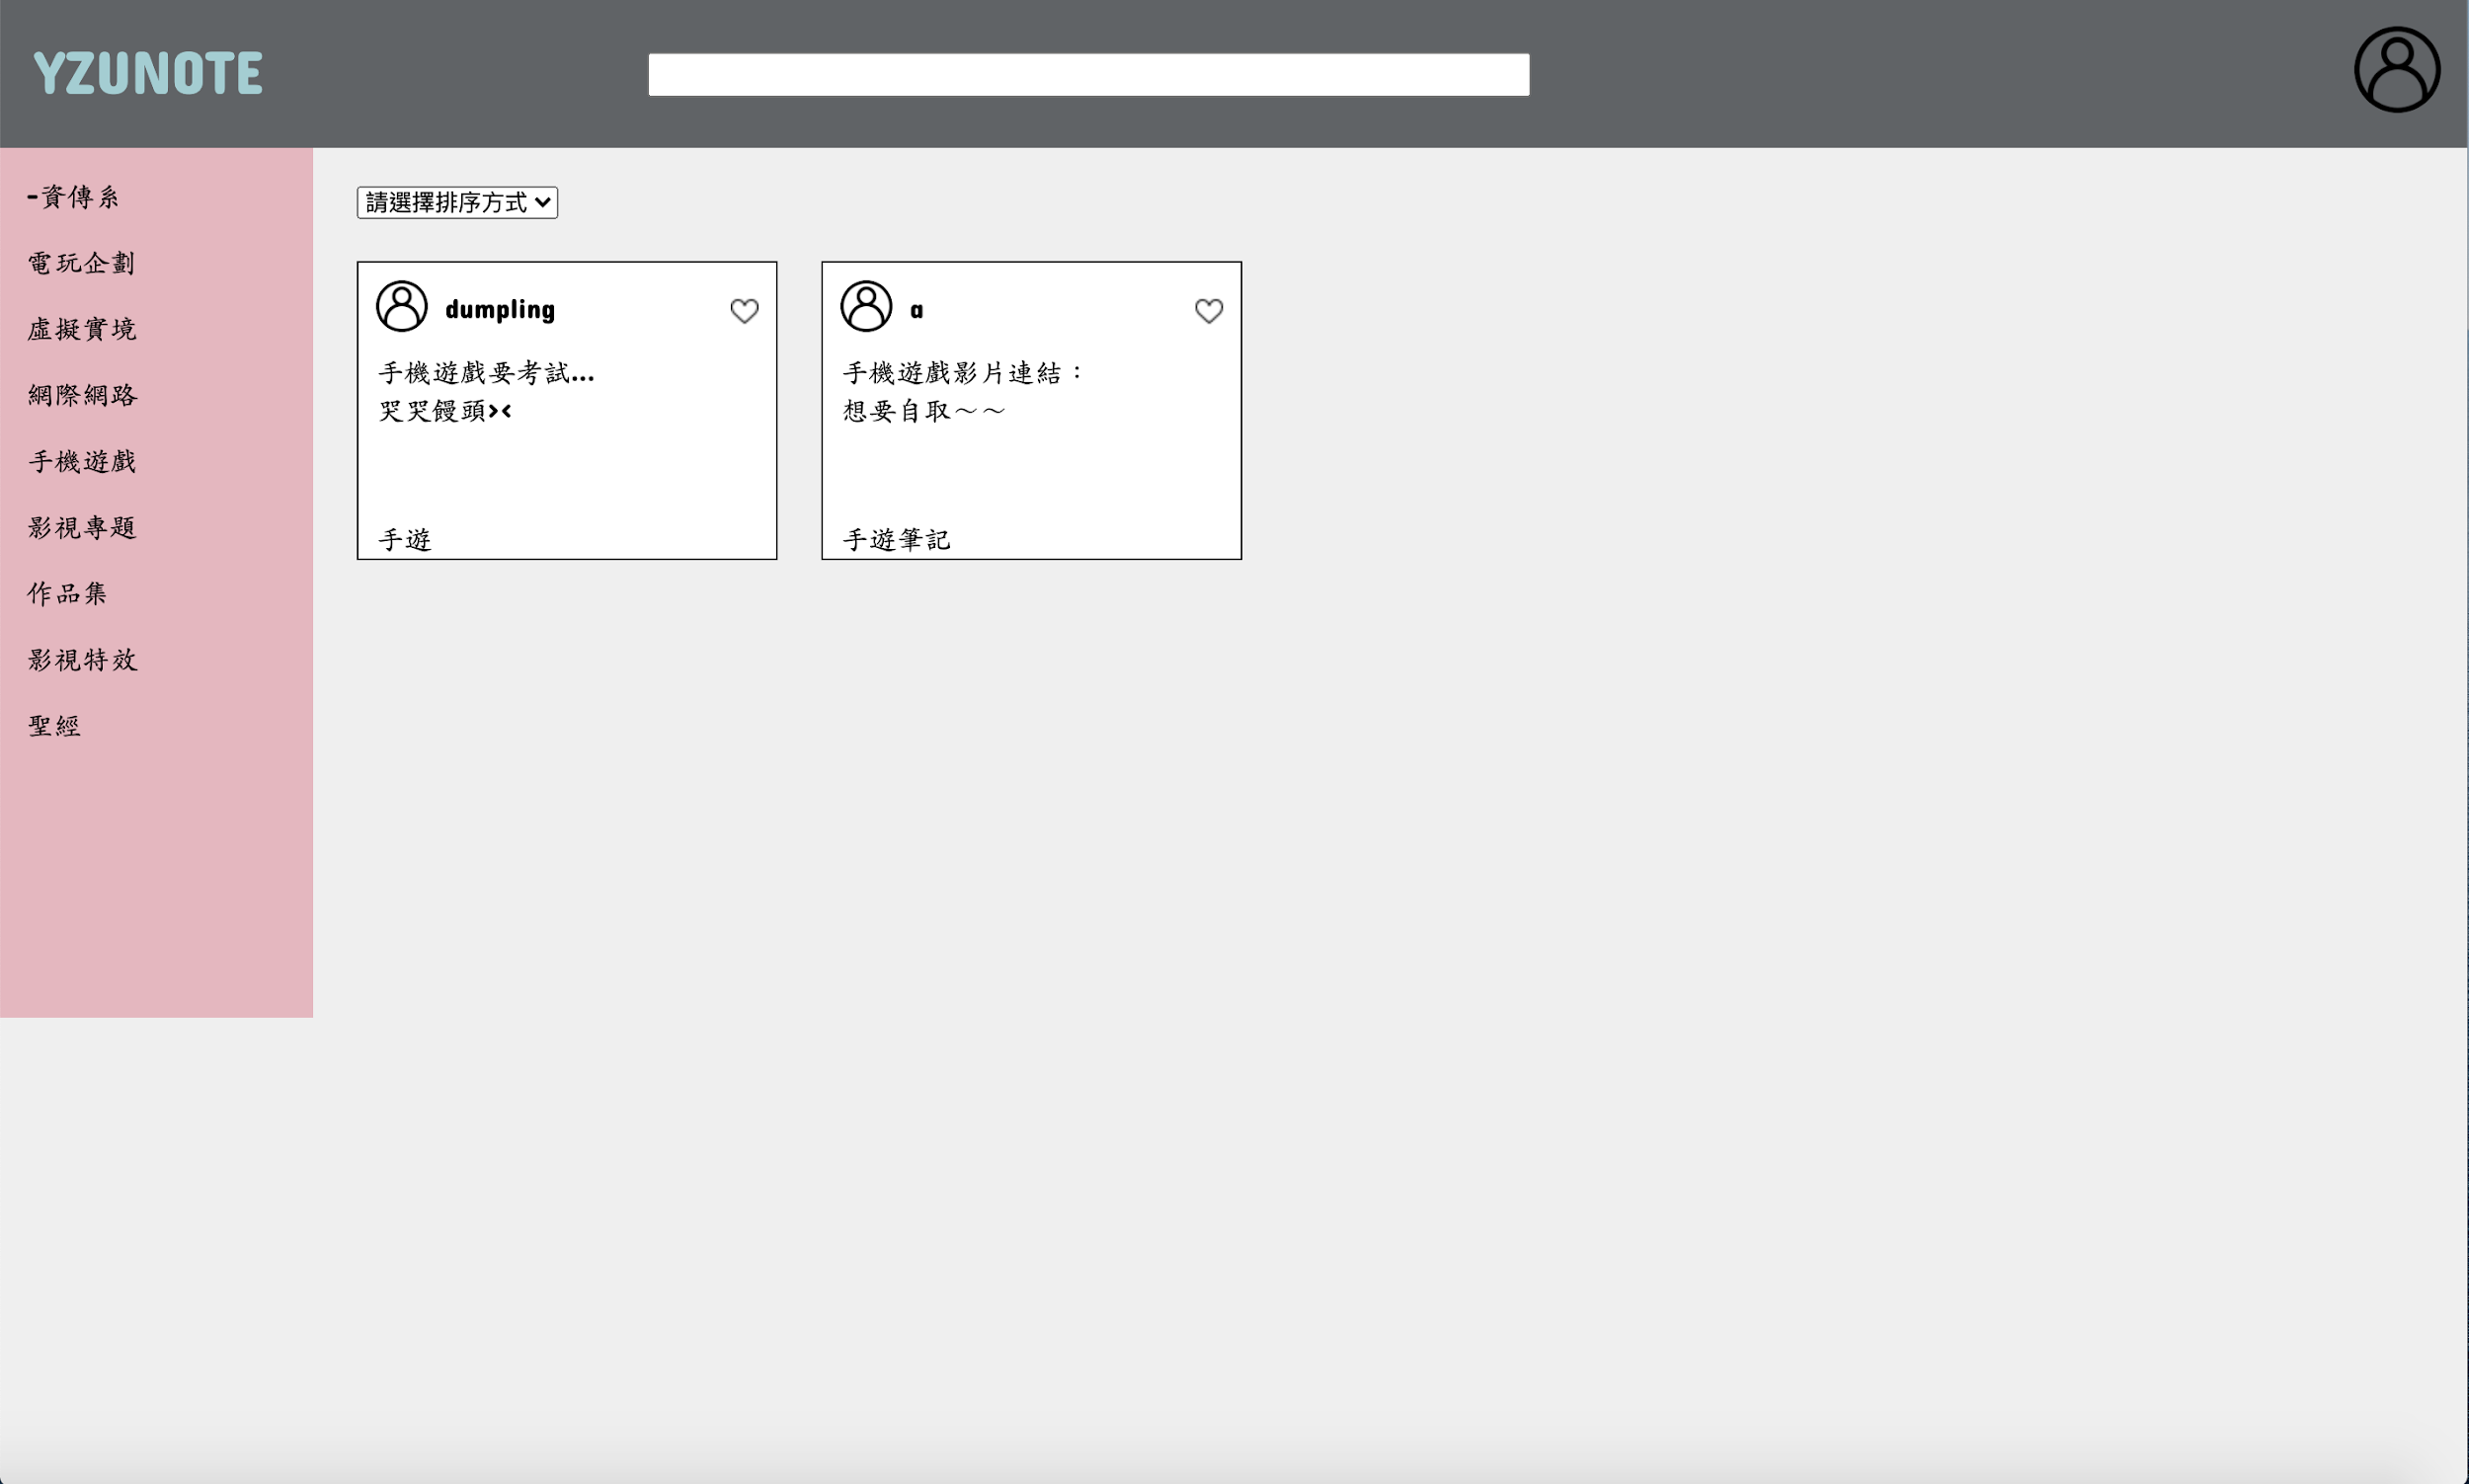 YZUNOTE
-資傳系
電玩企劃
虛擬實境
網際網路
手機遊戲
影視專題
作品集
影視特效
聖經
請選擇排序方式
dumpling
手機遊戲要考試...
哭哭饅頭><
手遊
a
手機遊戲影片連結：
想要自取～～
手遊筆記